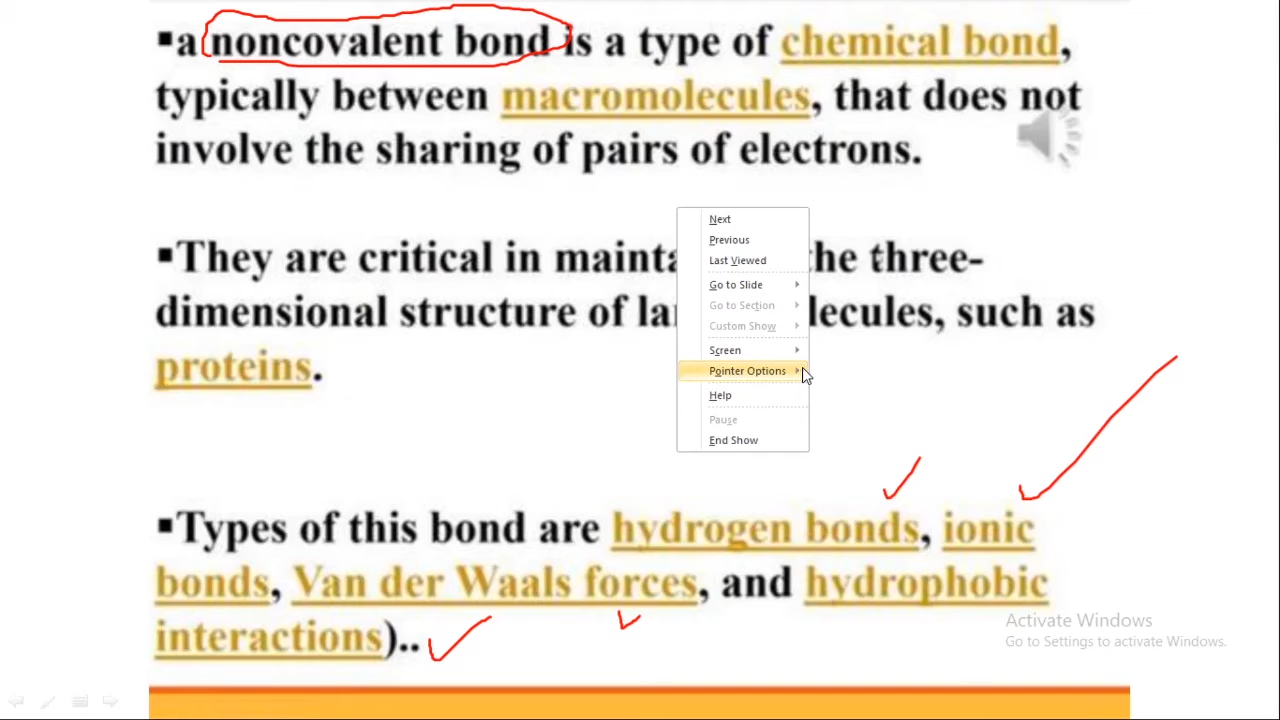 ▪a noncovalent bond is a type of chemical bond,
typically between macromolecules, that does not
involve the sharing of pairs of electrons.
▪They are critical in mainta the three-
dimensional structure of la lecules, such as
proteins.
Next
Previous
Last Viewed
Go to Slide
Go to Section
Custom Show
Screen
Pointer Options
Help
Pause
End Show
▪Types of this bond are hydrogen bonds, ionic
bonds, Van der Waals forces, and hydrophobic
interactions)..
Activate Windows
Go to Settings to activate Windows.